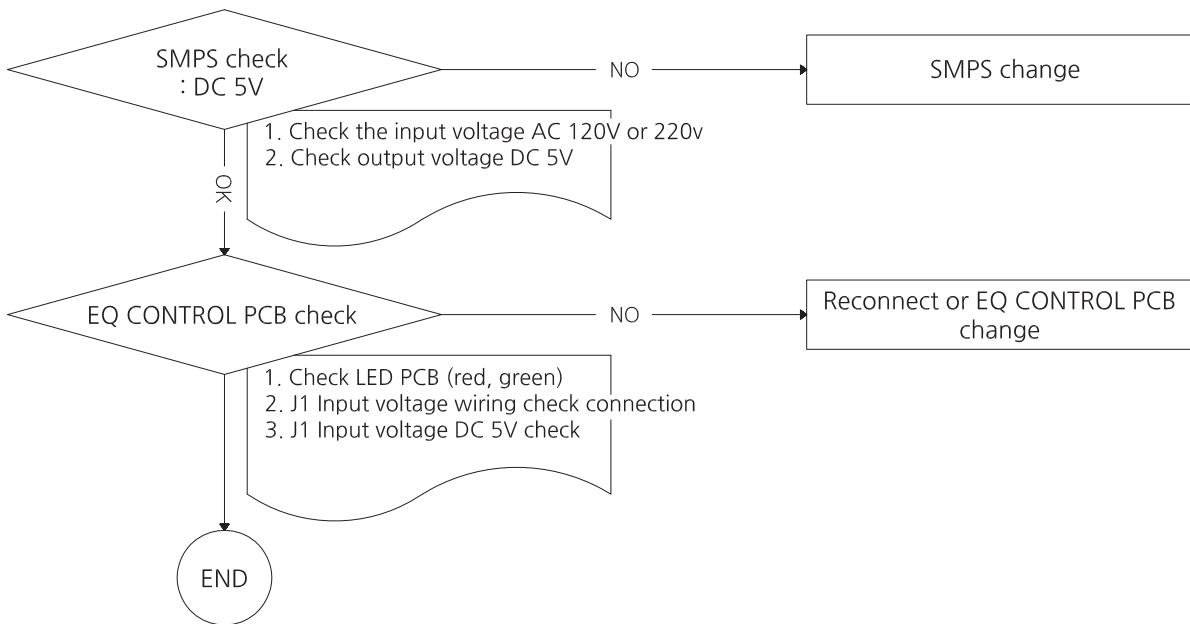 SMPS check
: DC 5V
NO
SMPS change
1. Check the input voltage AC 120V or 220v
2. Check output voltage DC 5V
OK
EQ CONTROL PCB check
NO
Reconnect or EQ CONTROL PCB
change
1. Check LED PCB (red, green)
2. J1 Input voltage wiring check connection
3. J1 Input voltage DC 5V check
END